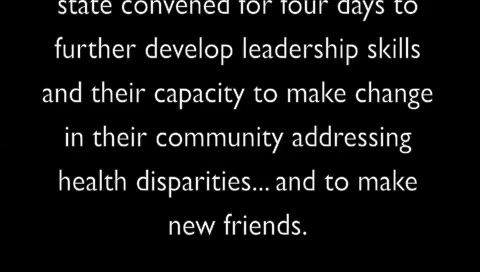 state convened for four days to
further develop leadership skills
and their capacity to make change
in their community addressing
health disparities... and to make
new friends.